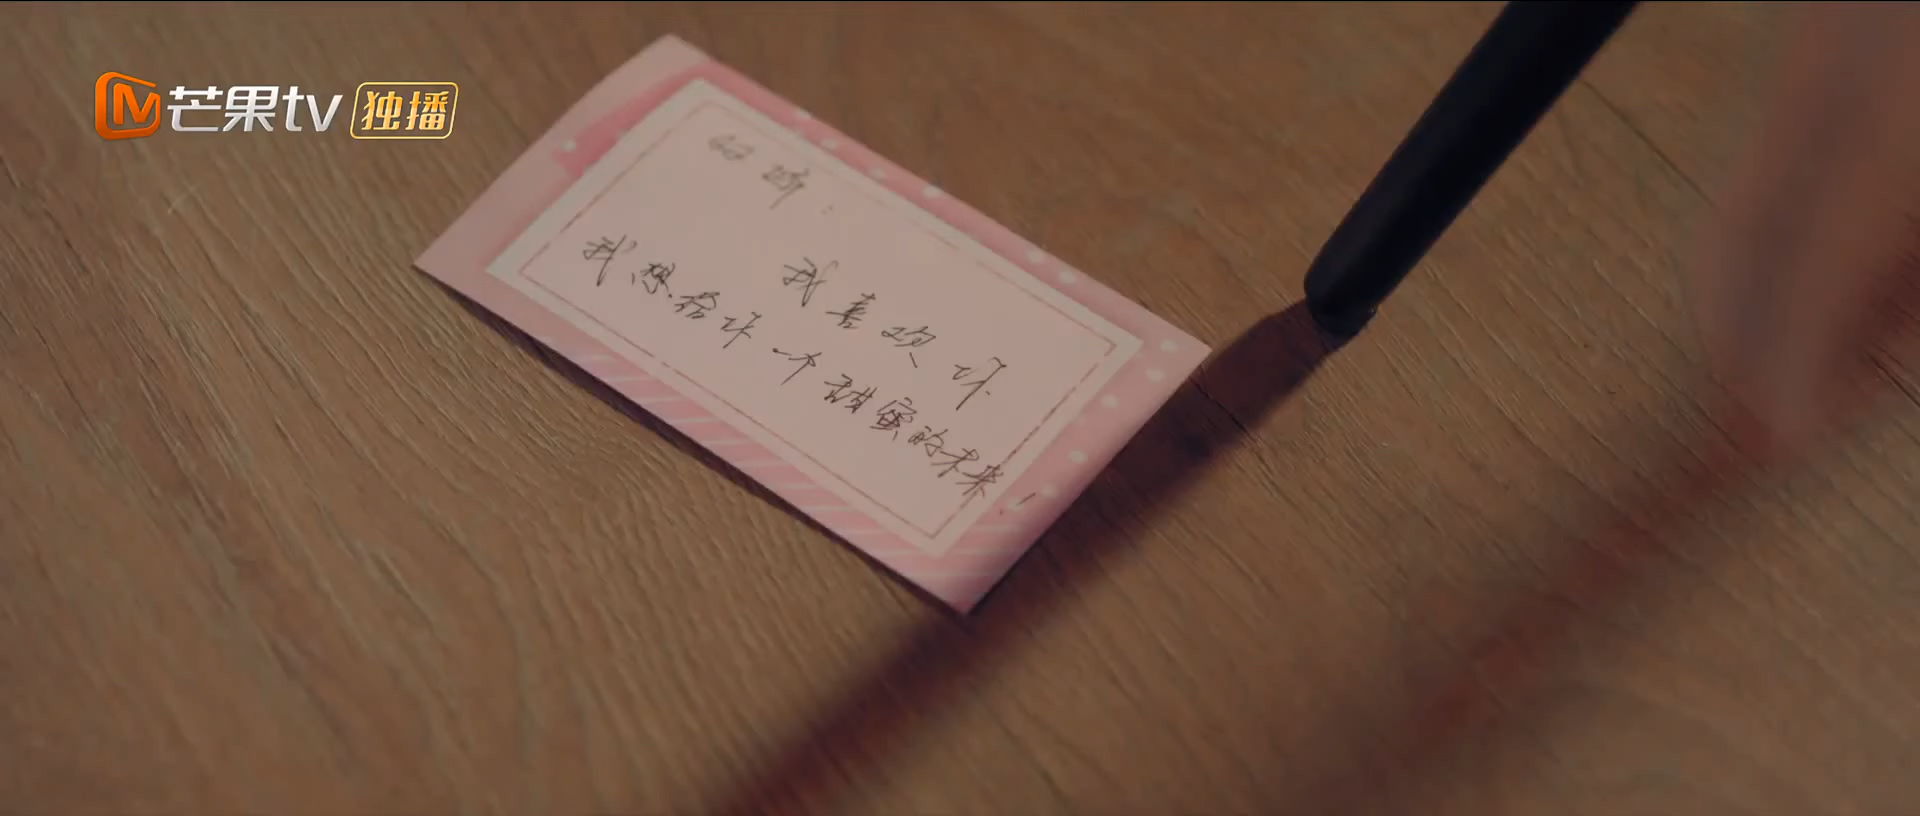 芒果tv 独播
我喜欢你
我想给你一个甜蜜的未来！